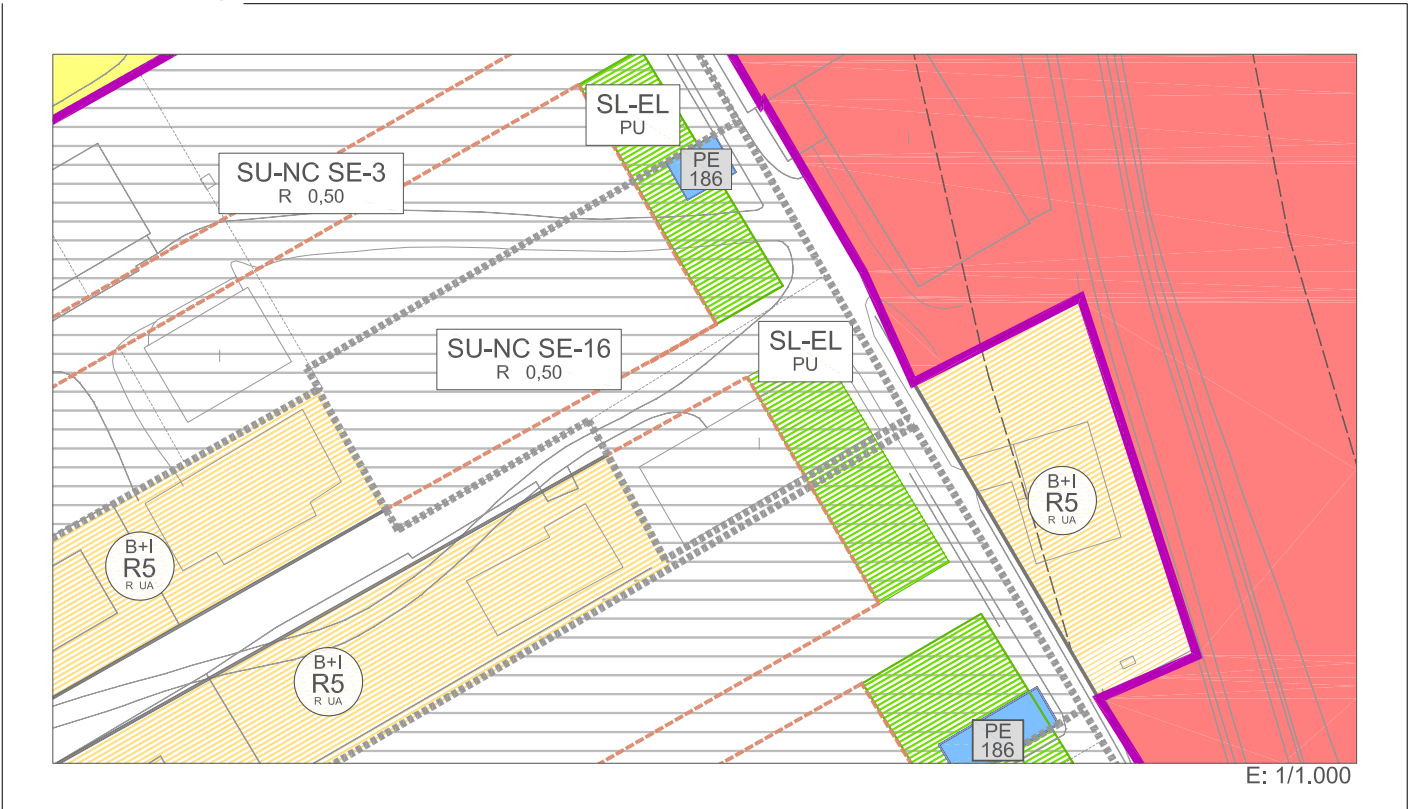 SL-EL
PU
PE
186
SU-NC SE-3
R 0,50
SU-NC SE-16
R 0,50
SL-EL
PU
B+I
R5
R UA
B+I
R5
R UA
B+I
R5
R UA
PE
186
E: 1/1.000